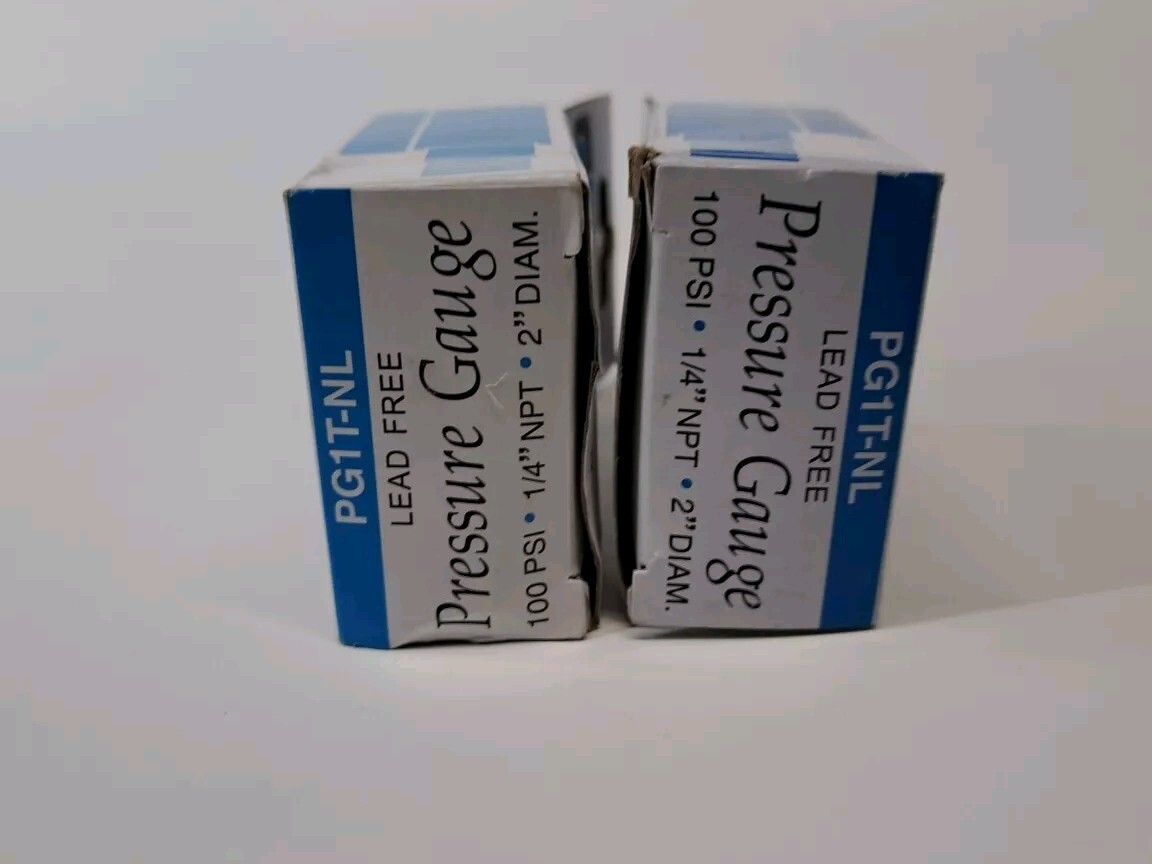 PG1T-NL
LEAD FREE
Pressure Gauge
100 PSI • 1/4” NPT • 2” DIAM.
PG1T-NL
LEAD FREE
Pressure Gauge
100 PSI • 1/4” NPT • 2” DIAM.